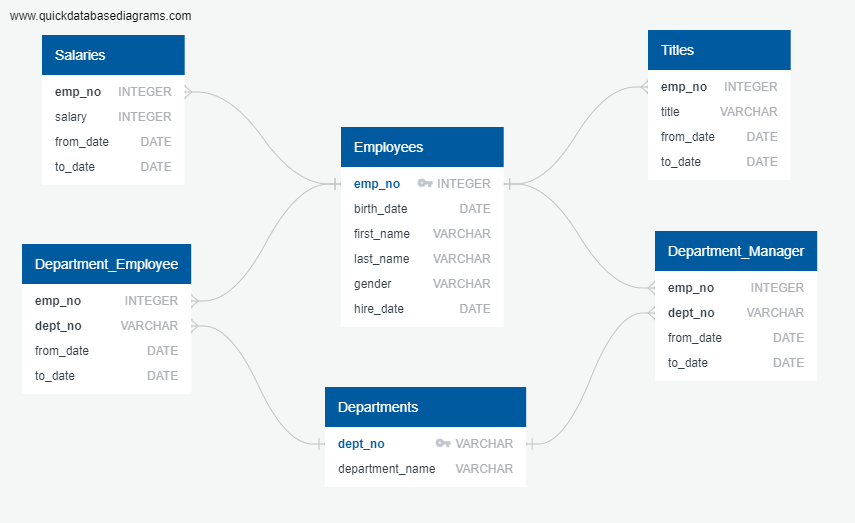 www.quickdatabasediagrams.com
Salaries
emp_no INTEGER
salary INTEGER
from_date DATE
to_date DATE
Titles
emp_no INTEGER
title VARCHAR
from_date DATE
to_date DATE
Employees
emp_no INTEGER
birth_date DATE
first_name VARCHAR
last_name VARCHAR
gender VARCHAR
hire_date DATE
Department_Employee
emp_no INTEGER
dept_no VARCHAR
from_date DATE
to_date DATE
Department_Manager
emp_no INTEGER
dept_no VARCHAR
from_date DATE
to_date DATE
Departments
dept_no VARCHAR
department_name VARCHAR